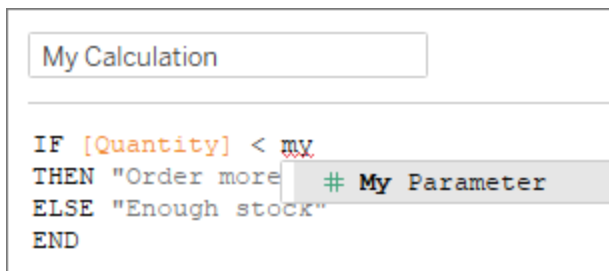 My Calculation
IF [Quantity] < my
THEN "Order more
# My Parameter
ELSE "Enough stock"
END